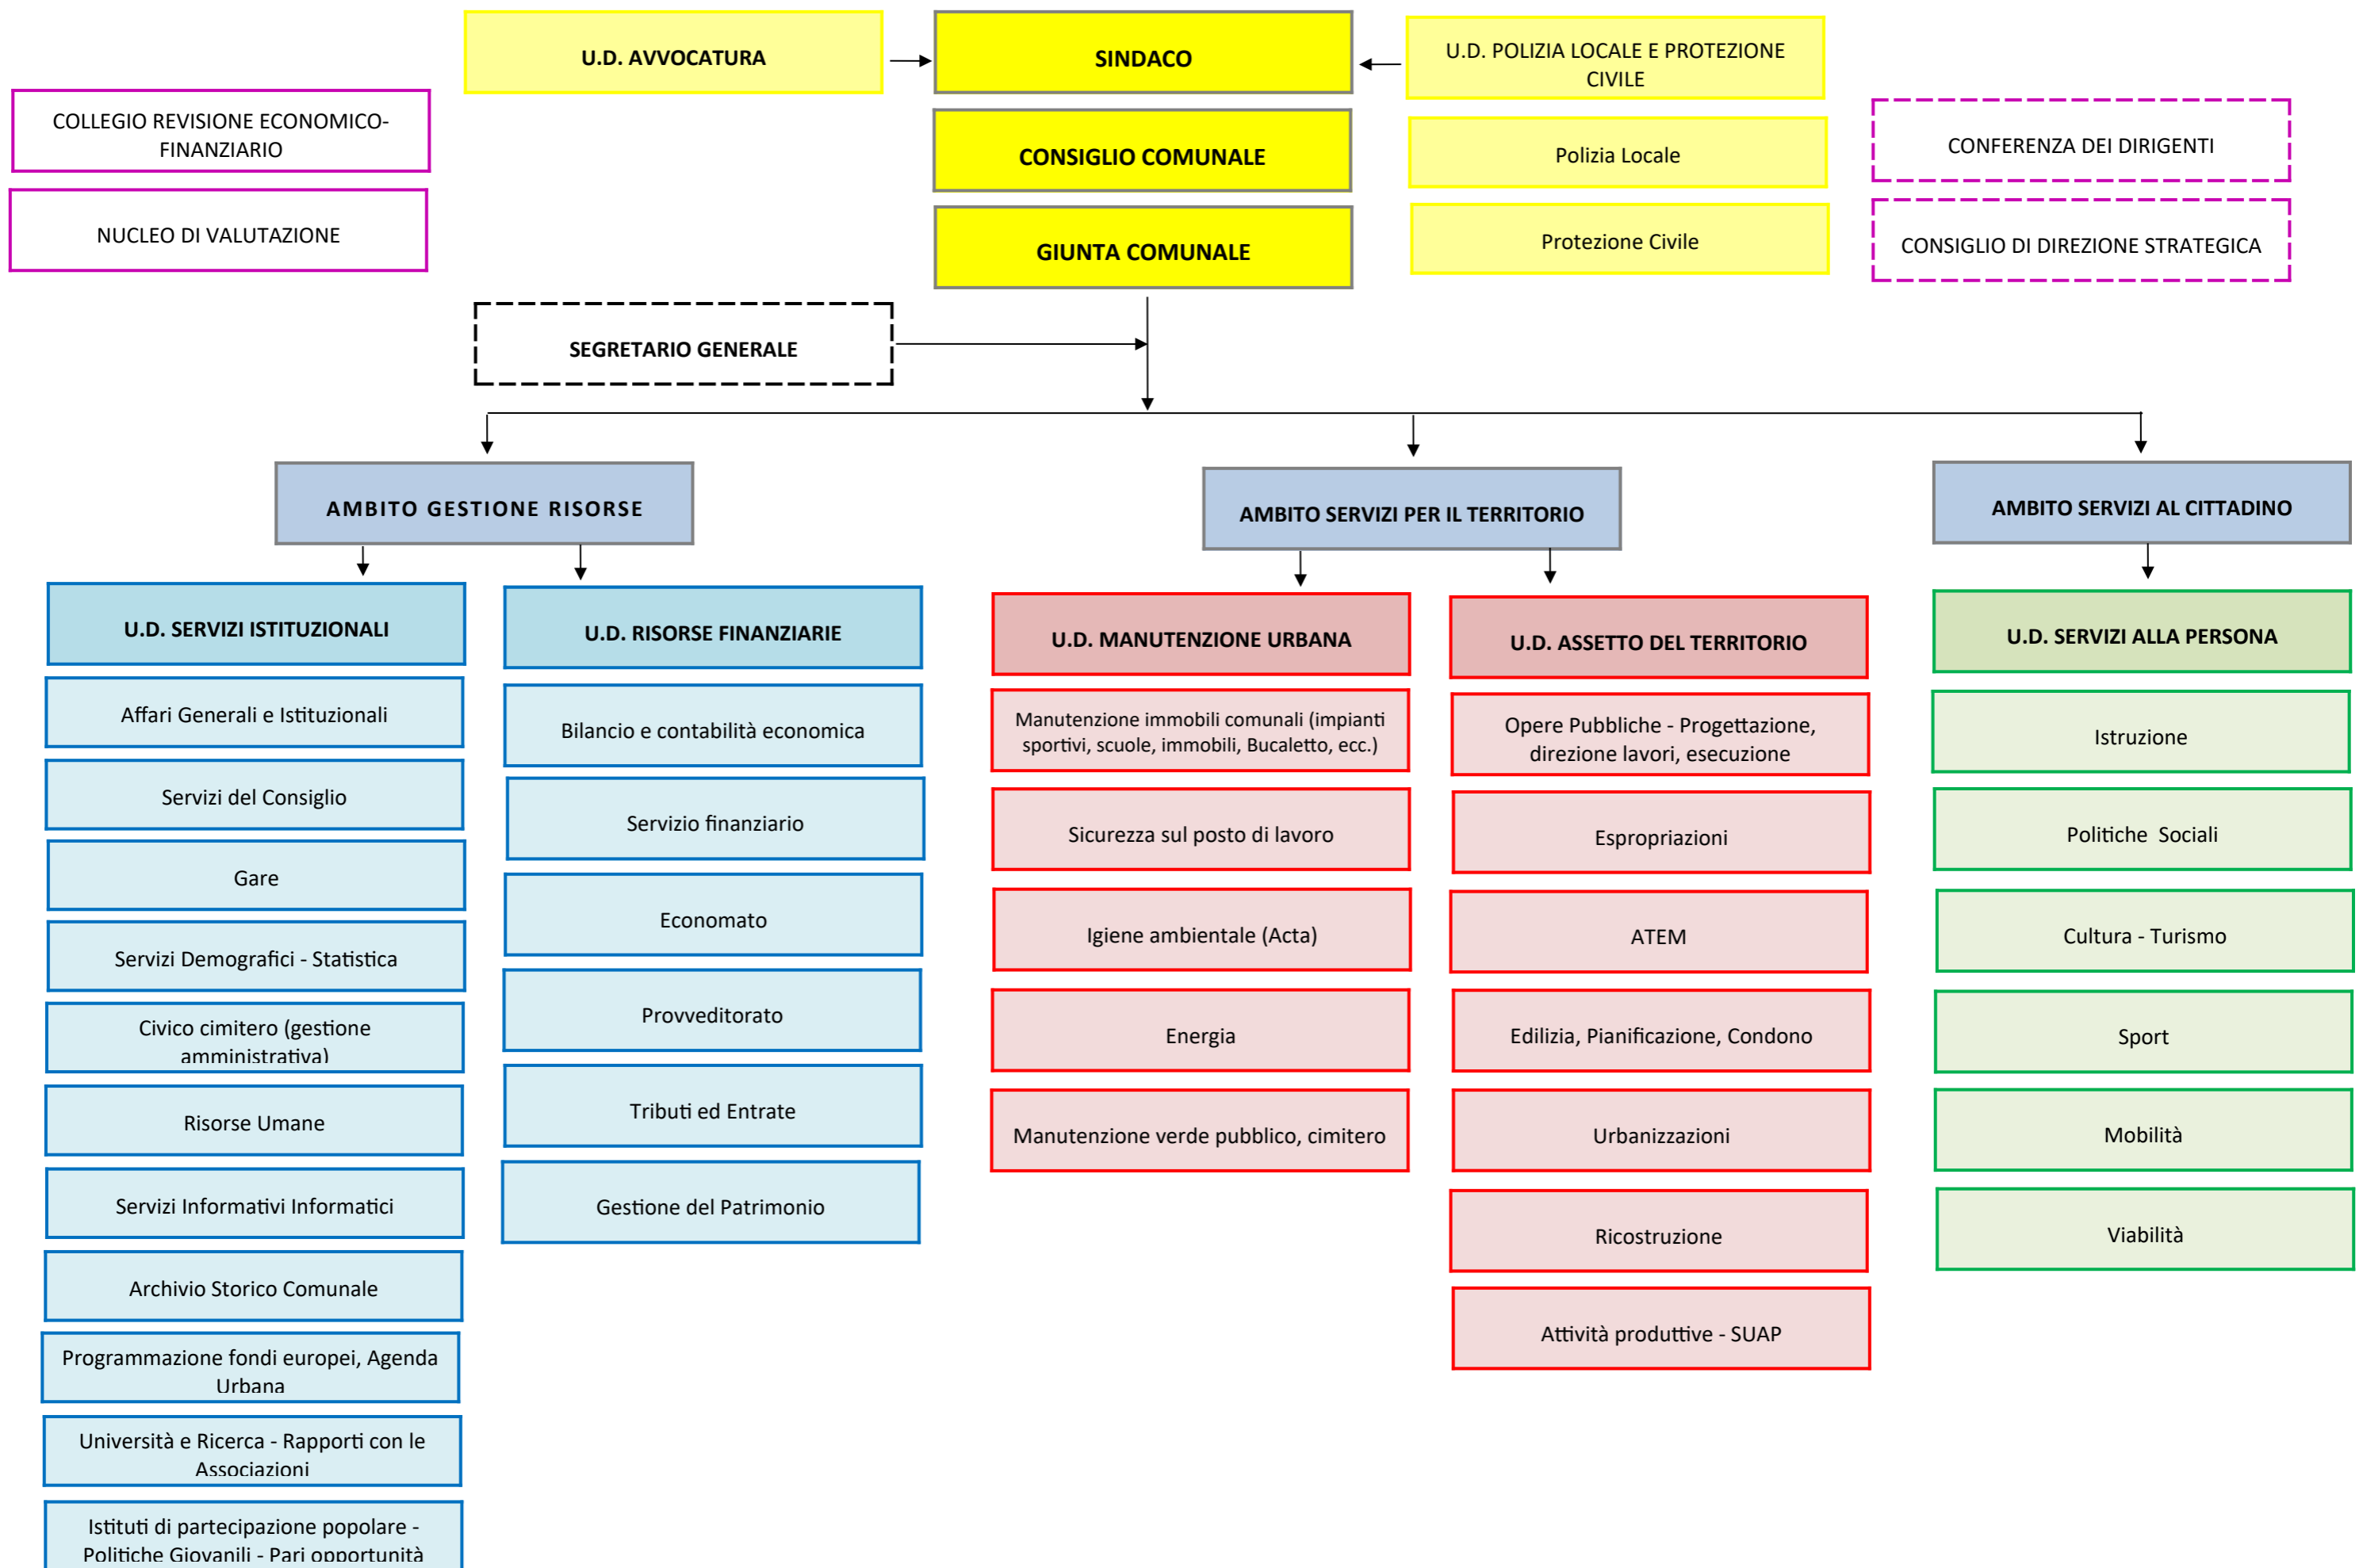 U.D. AVVOCATURA
SINDACO
U.D. POLIZIA LOCALE E PROTEZIONE
CIVILE
COLLEGIO REVISIONE ECONOMICO-
FINANZIARIO
CONSIGLIO COMUNALE
Polizia Locale
CONFERENZA DEI DIRIGENTI
NUCLEO DI VALUTAZIONE
GIUNTA COMUNALE
Protezione Civile
CONSIGLIO DI DIREZIONE STRATEGICA
SEGRETARIO GENERALE
AMBITO GESTIONE RISORSE
AMBITO SERVIZI PER IL TERRITORIO
AMBITO SERVIZI AL CITTADINO
U.D. SERVIZI ISTITUZIONALI
Affari Generali e Istituzionali
Servizi del Consiglio
Gare
Servizi Demografici - Statistica
Civico cimitero (gestione
amministrativa)
Risorse Umane
Servizi Informativi Informatici
Archivio Storico Comunale
Programmazione fondi europei, Agenda
Urbana
Università e Ricerca - Rapporti con le
Associazioni
Istituti di partecipazione popolare -
Politiche Giovanili - Pari opportunità
U.D. RISORSE FINANZIARIE
Bilancio e contabilità economica
Servizio finanziario
Economato
Provveditorato
Tributi ed Entrate
Gestione del Patrimonio
U.D. MANUTENZIONE URBANA
Manutenzione immobili comunali (impianti
sportivi, scuole, immobili, Bucaletto, ecc.)
Sicurezza sul posto di lavoro
Igiene ambientale (Acta)
Energia
Manutenzione verde pubblico, cimitero
U.D. ASSETTO DEL TERRITORIO
Opere Pubbliche - Progettazione,
direzione lavori, esecuzione
Espropriazioni
ATEM
Edilizia, Pianificazione, Condono
Urbanizzazioni
Ricostruzione
Attività produttive - SUAP
U.D. SERVIZI ALLA PERSONA
Istruzione
Politiche Sociali
Cultura - Turismo
Sport
Mobilità
Viabilità